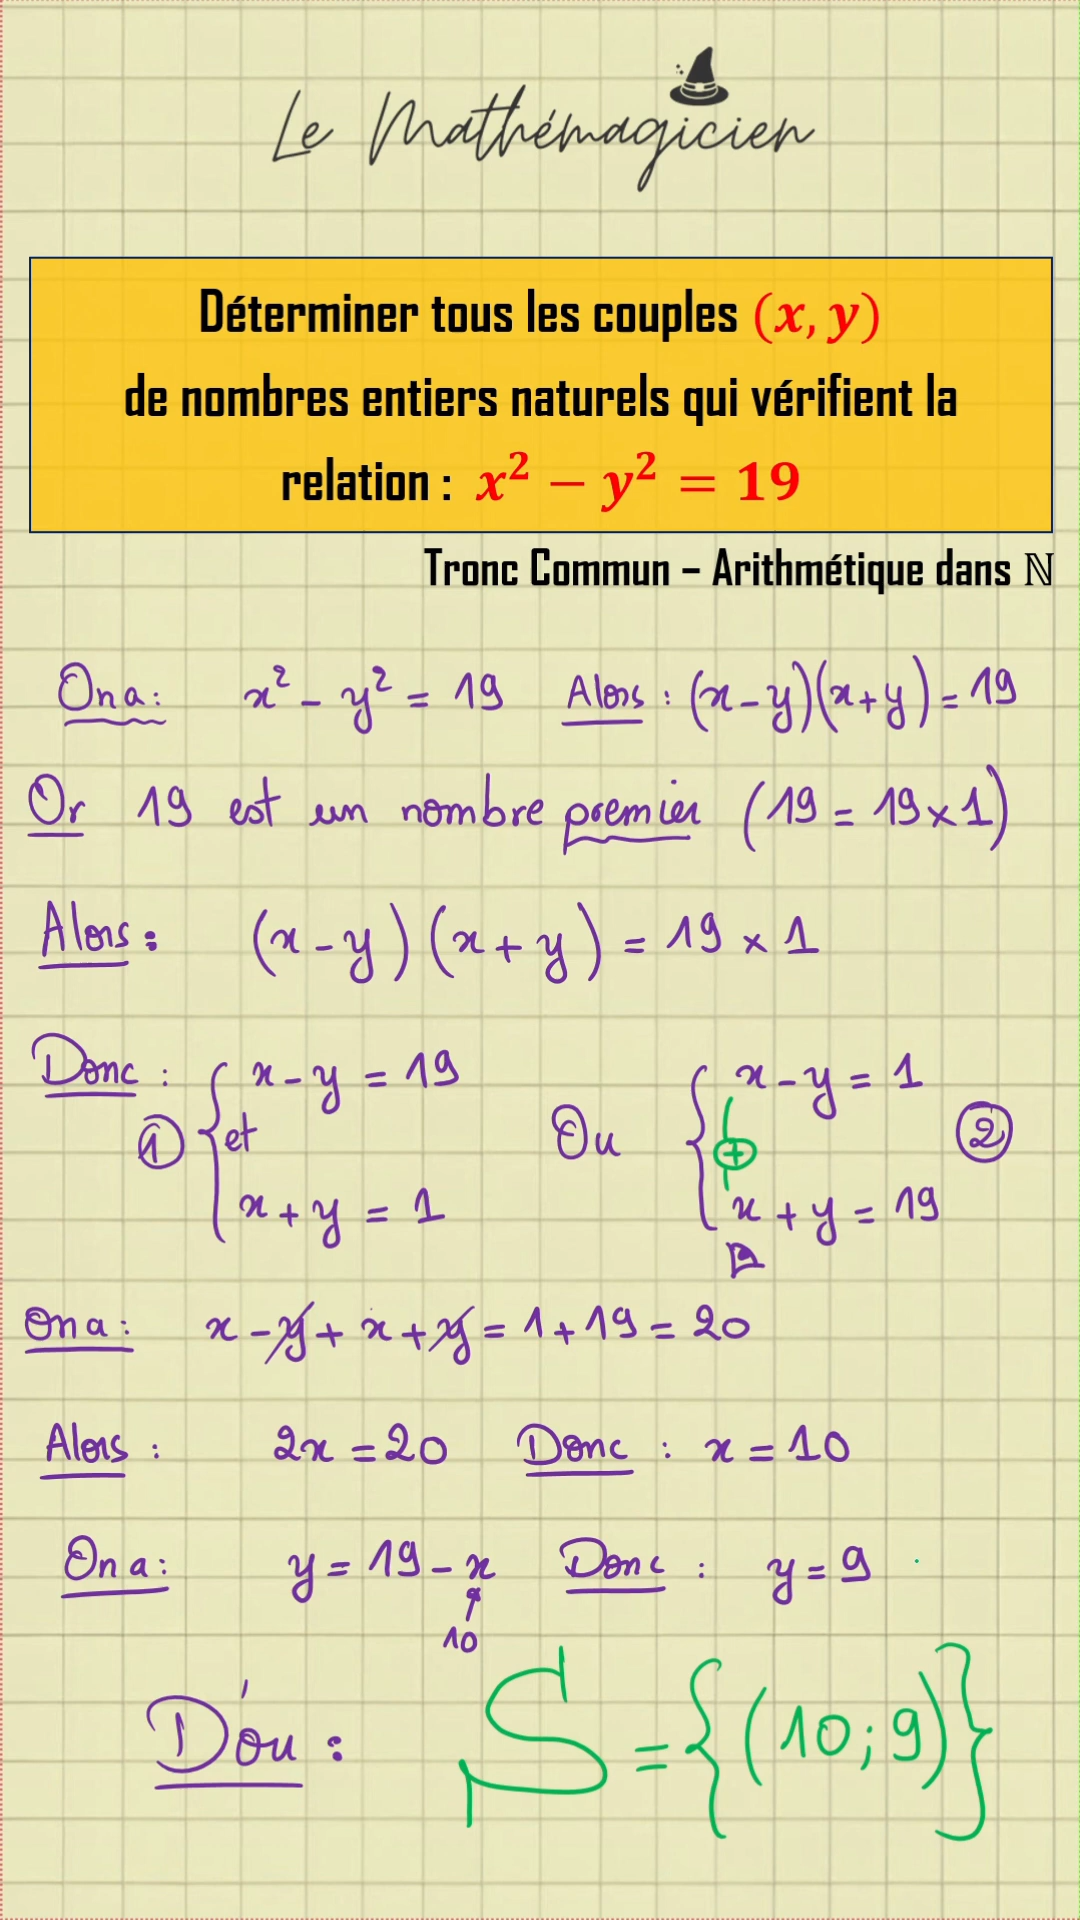 Le Mathémagicien
Déterminer tous les couples (x, y)
de nombres entiers naturels qui vérifient la
relation : x² − y² = 19
Tronc Commun – Arithmétique dans ℕ
On a : x² - y² = 19 Alors : (x-y)(x+y) = 19
Or 19 est un nombre premier (19 = 19×1)
Alors : (x-y)(x+y) = 19 × 1
Donc : ① { x-y = 19 et x+y = 1 Ou { x-y = 1 ⊕ x+y = 19 ②
On a : x - y + x + y = 1 + 19 = 20
Alors : 2x = 20 Donc : x = 10
On a : y = 19 - x Donc : y = 9
10
D'où : S = {(10 ; 9)}